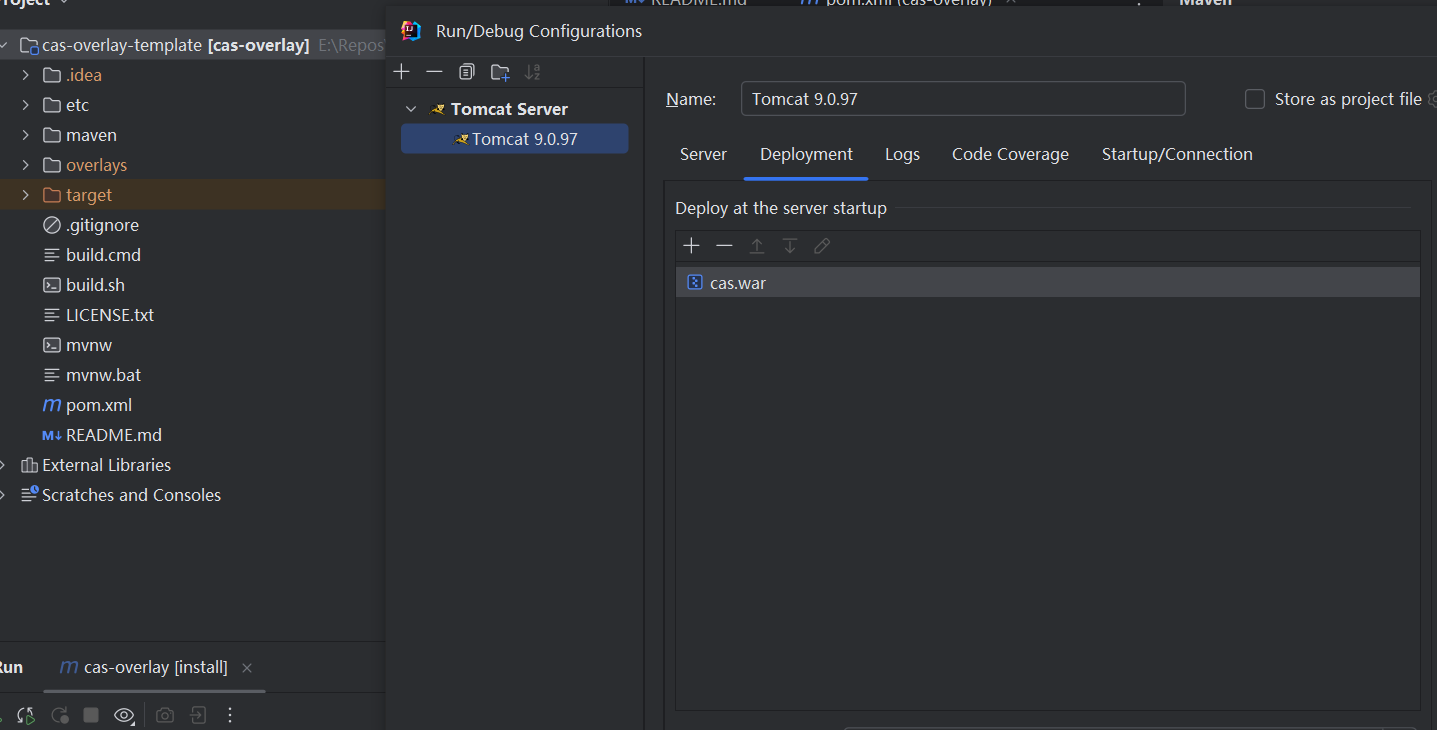 Project
README.md
pom.xml (cas-overlay)
Maven
cas-overlay-template [cas-overlay] E:\Repos
.idea
etc
maven
overlays
target
.gitignore
build.cmd
build.sh
LICENSE.txt
mvnw
mvnw.bat
pom.xml
README.md
External Libraries
Scratches and Consoles
Run/Debug Configurations
Tomcat Server
Tomcat 9.0.97
Name:
Tomcat 9.0.97
Store as project file
Server
Deployment
Logs
Code Coverage
Startup/Connection
Deploy at the server startup
cas.war
Run
cas-overlay [install]